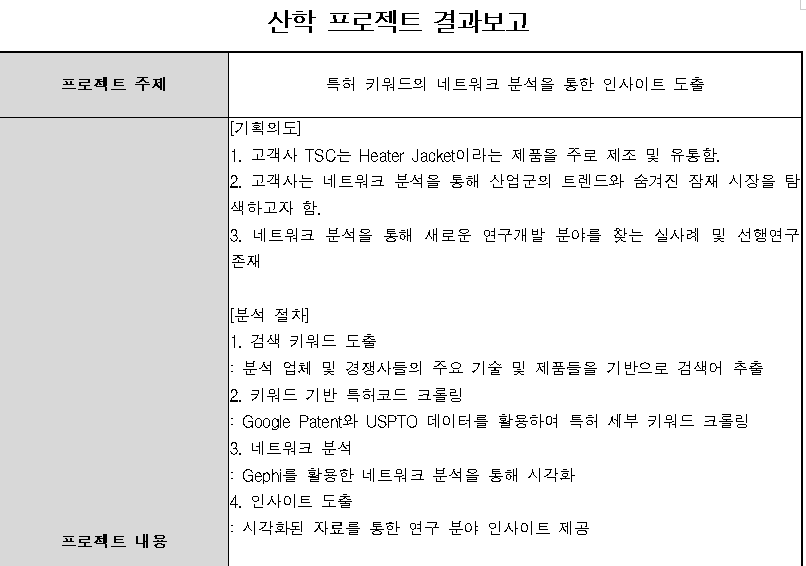 산학 프로젝트 결과보고
프로젝트 주제
특허 키워드의 네트워크 분석을 통한 인사이트 도출
[기획의도]
1. 고객사 TSC는 Heater Jacket이라는 제품을 주로 제조 및 유통함.
2. 고객사는 네트워크 분석을 통해 산업군의 트렌드와 숨겨진 잠재 시장을 탐
색하고자 함.
3. 네트워크 분석을 통해 새로운 연구개발 분야를 찾는 실사례 및 선행연구
존재
[분석 절차]
1. 검색 키워드 도출
: 분석 업체 및 경쟁사들의 주요 기술 및 제품들을 기반으로 검색어 추출
2. 키워드 기반 특허코드 크롤링
: Google Patent와 USPTO 데이터를 활용하여 특허 세부 키워드 크롤링
3. 네트워크 분석
: Gephi를 활용한 네트워크 분석을 통해 시각화
4. 인사이트 도출
: 시각화된 자료를 통한 연구 분야 인사이트 제공
프로젝트 내용